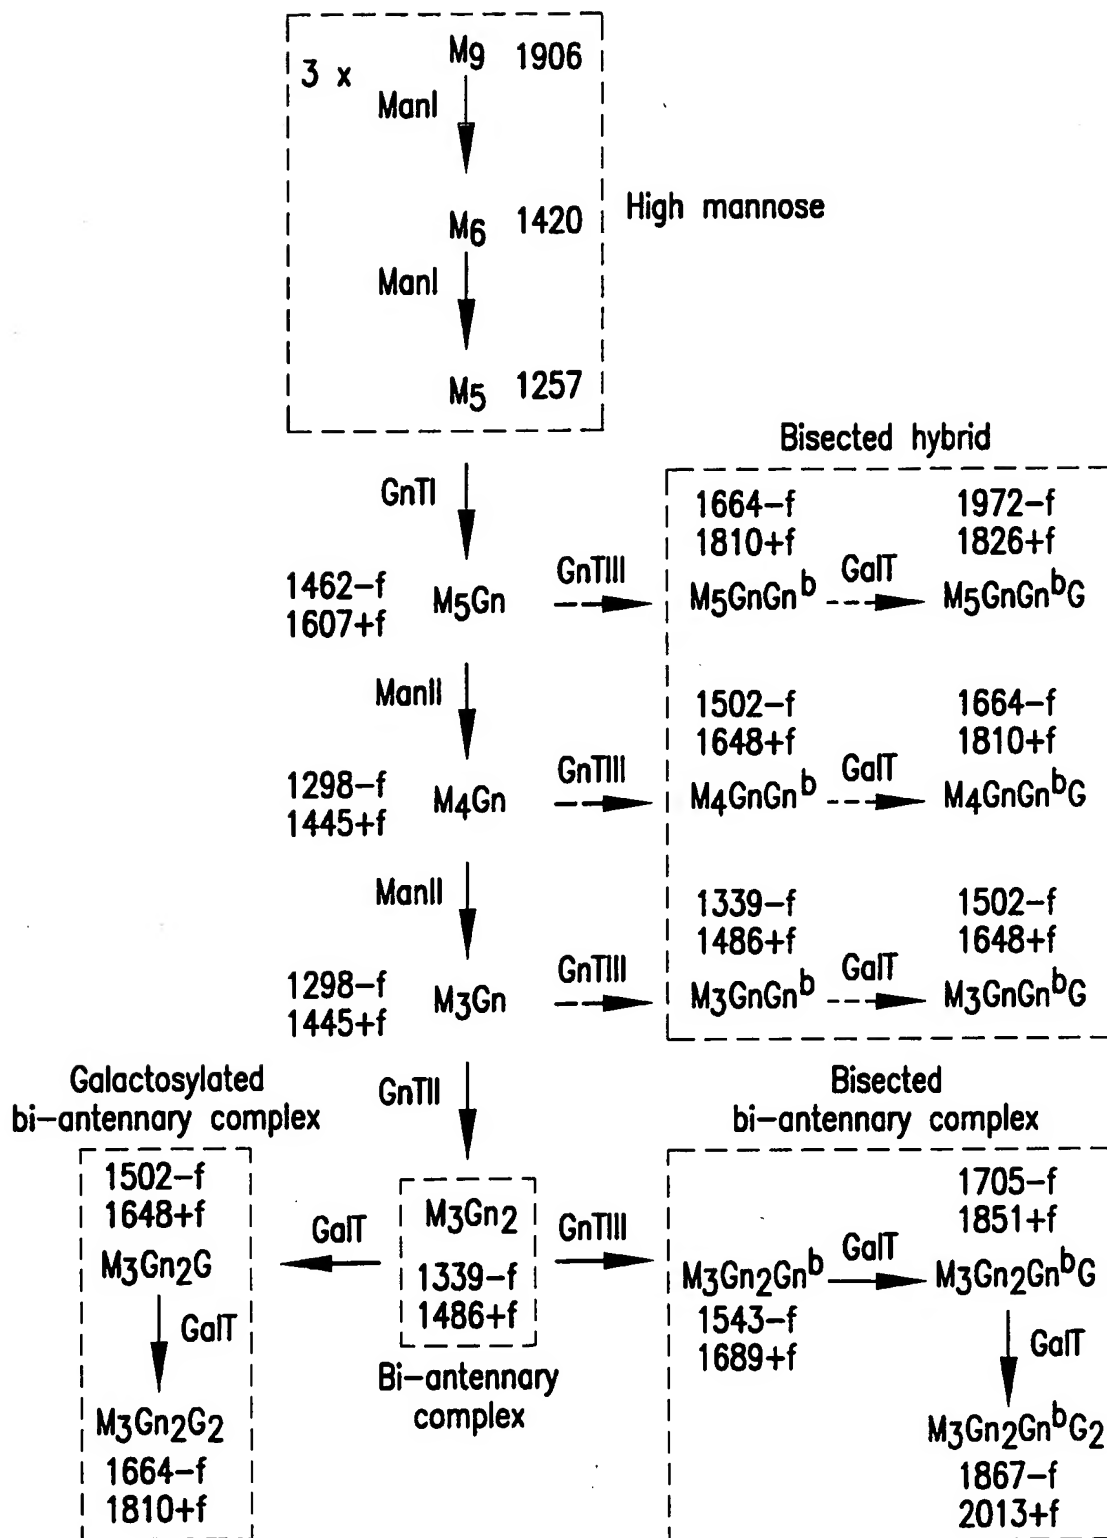 M9 1906
3 x
ManI
M6 1420
High mannose
ManI
M5 1257
Bisected hybrid
GnTI
1664-f
1810+f
1972-f
1826+f
1462-f
1607+f
M5Gn
GnTIII
M5GnGnb
GalT
M5GnGnbG
ManII
1502-f
1648+f
1664-f
1810+f
1298-f
1445+f
M4Gn
GnTIII
M4GnGnb
GalT
M4GnGnbG
ManII
1339-f
1486+f
1502-f
1648+f
1298-f
1445+f
M3Gn
GnTIII
M3GnGnb
GalT
M3GnGnbG
GnTII
Galactosylated
bi-antennary complex
Bisected
bi-antennary complex
1502-f
1648+f
M3Gn2G
GalT
M3Gn2G2
1664-f
1810+f
GalT
M3Gn2
1339-f
1486+f
Bi-antennary
complex
GnTIII
M3Gn2Gnb
1543-f
1689+f
GalT
1705-f
1851+f
M3Gn2GnbG
GalT
M3Gn2GnbG2
1867-f
2013+f